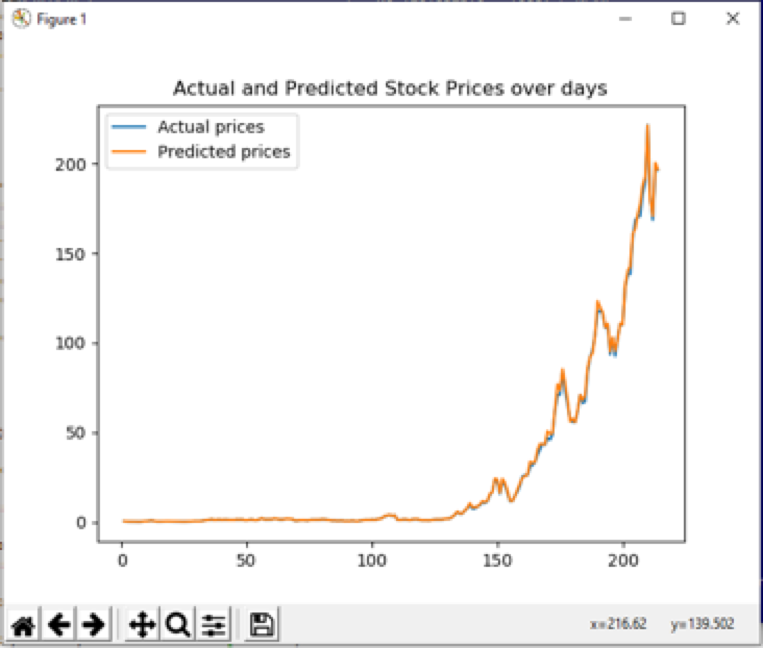 Figure 1
Actual and Predicted Stock Prices over days
Actual prices
Predicted prices
200
150
100
50
0
0 50 100 150 200
x=216.62 y=139.502